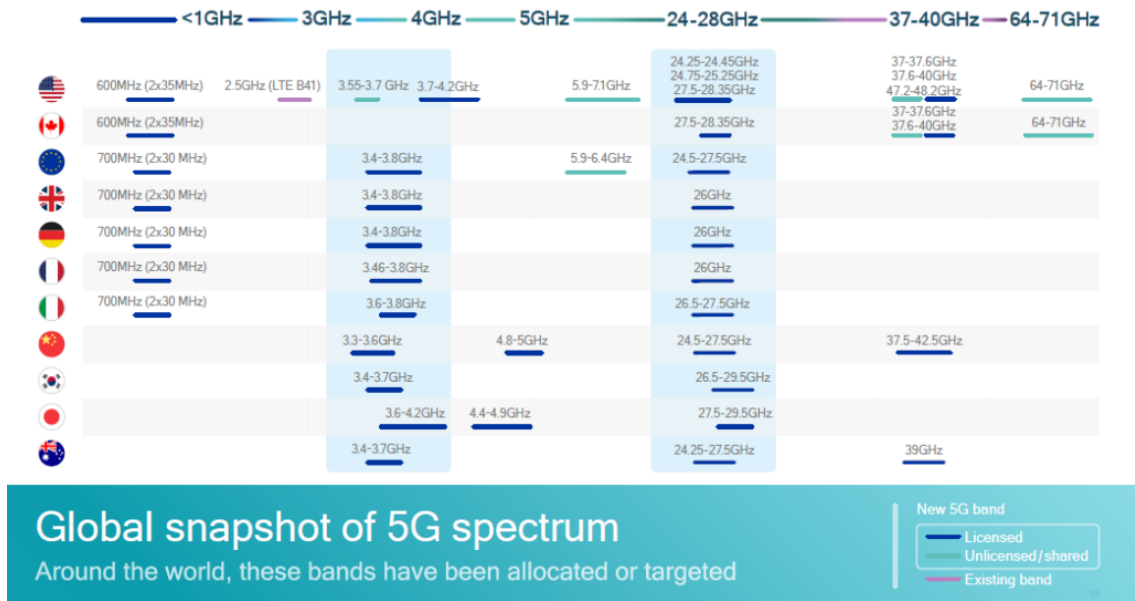 <1GHz 3GHz 4GHz 5GHz 24-28GHz 37-40GHz 64-71GHz
24.25-24.45GHz 37-37.6GHz
24.75-25.25GHz 37.6-40GHz
600MHz (2x35MHz) 2.5GHz (LTE B41) 3.55-3.7 GHz 3.7-4.2GHz 5.9-7.1GHz 27.5-28.35GHz 47.2-48.2GHz 64-71GHz
37-37.6GHz
600MHz (2x35MHz) 27.5-28.35GHz 37.6-40GHz 64-71GHz
700MHz (2x30 MHz) 3.4-3.8GHz 5.9-6.4GHz 24.5-27.5GHz
700MHz (2x30 MHz) 3.4-3.8GHz 26GHz
700MHz (2x30 MHz) 3.4-3.8GHz 26GHz
700MHz (2x30 MHz) 3.46-3.8GHz 26GHz
700MHz (2x30 MHz) 3.6-3.8GHz 26.5-27.5GHz
3.3-3.6GHz 4.8-5GHz 24.5-27.5GHz 37.5-42.5GHz
3.4-3.7GHz 26.5-29.5GHz
3.6-4.2GHz 4.4-4.9GHz 27.5-29.5GHz
3.4-3.7GHz 24.25-27.5GHz 39GHz
Global snapshot of 5G spectrum
Around the world, these bands have been allocated or targeted
New 5G band
Licensed
Unlicensed/shared
Existing band
15